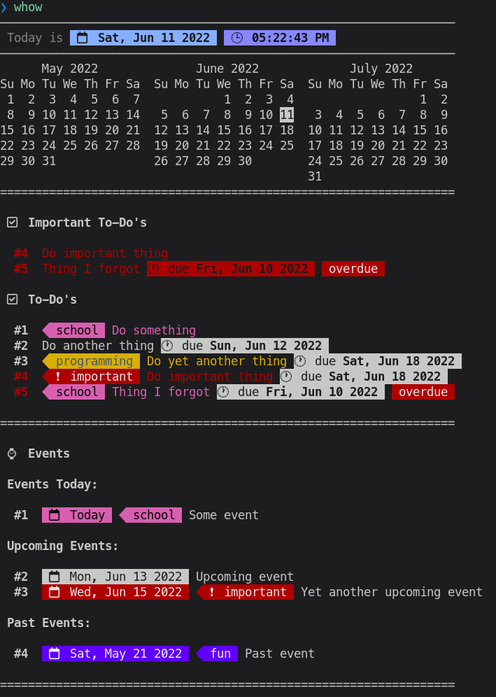 ❯ whow
Today is Sat, Jun 11 2022 05:22:43 PM
May 2022 June 2022 July 2022
Su Mo Tu We Th Fr Sa Su Mo Tu We Th Fr Sa Su Mo Tu We Th Fr Sa
1 2 3 4 5 6 7 1 2 3 4 1 2
8 9 10 11 12 13 14 5 6 7 8 9 10 11 3 4 5 6 7 8 9
15 16 17 18 19 20 21 12 13 14 15 16 17 18 10 11 12 13 14 15 16
22 23 24 25 26 27 28 19 20 21 22 23 24 25 17 18 19 20 21 22 23
29 30 31 26 27 28 29 30 24 25 26 27 28 29 30
31
================================================================
Important To-Do's
#4 Do important thing
#5 Thing I forgot due Fri, Jun 10 2022 overdue
To-Do's
#1 school Do something
#2 Do another thing due Sun, Jun 12 2022
#3 programming Do yet another thing due Sat, Jun 18 2022
#4 ! important Do important thing due Sat, Jun 18 2022
#5 school Thing I forgot due Fri, Jun 10 2022 overdue
================================================================
Events
Events Today:
#1 Today school Some event
Upcoming Events:
#2 Mon, Jun 13 2022 Upcoming event
#3 Wed, Jun 15 2022 ! important Yet another upcoming event
Past Events:
#4 Sat, May 21 2022 fun Past event
================================================================